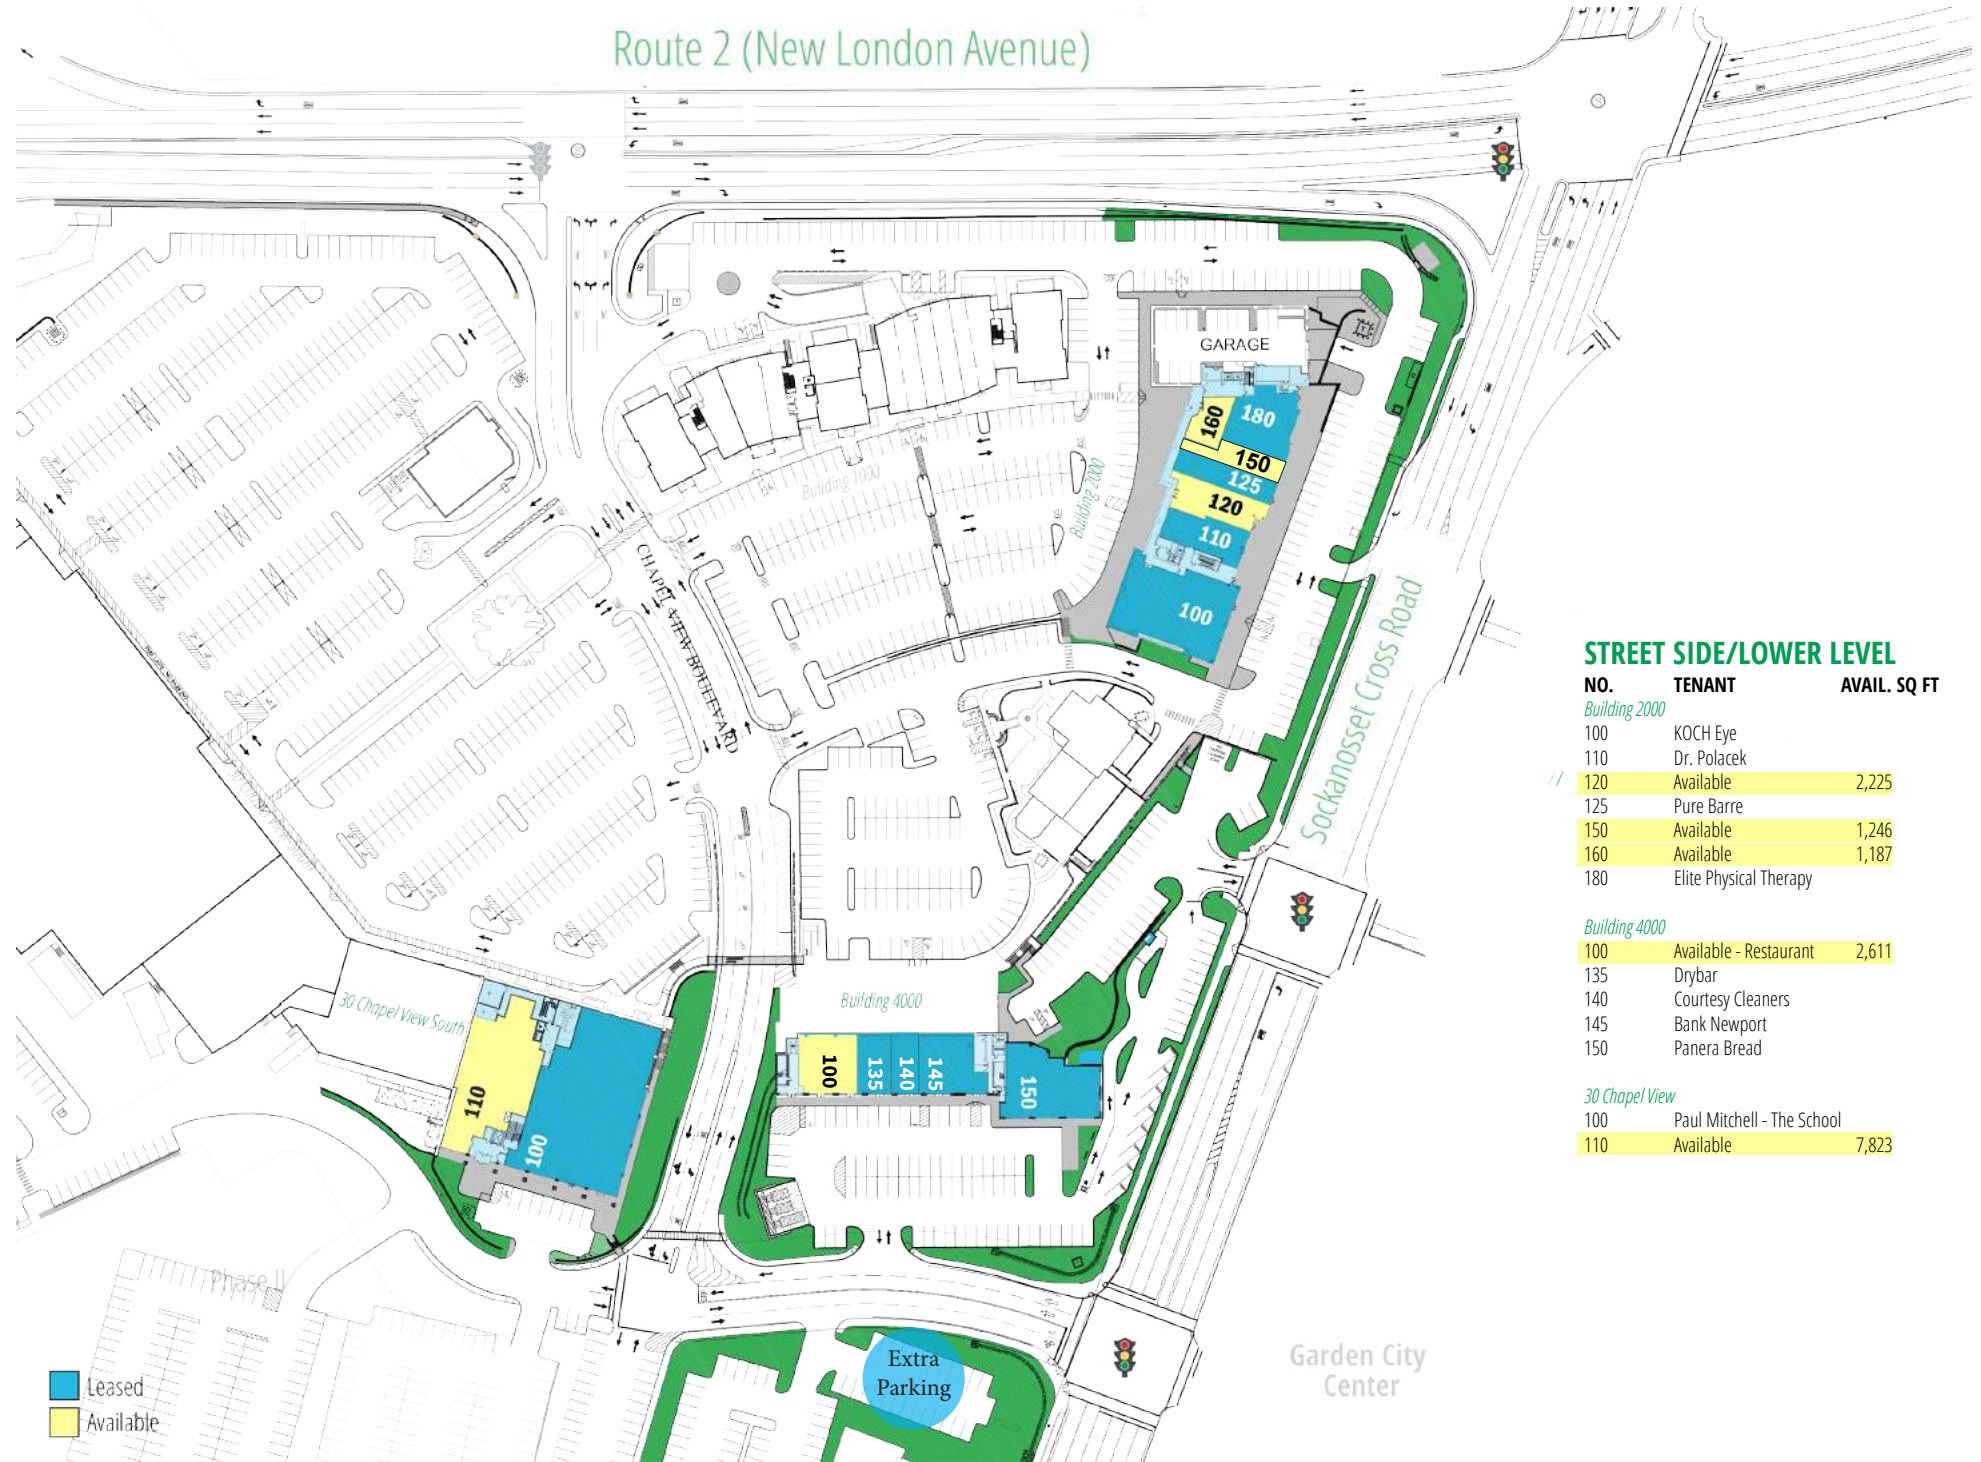 Route 2 (New London Avenue)
GARAGE
160
180
150
125
120
110
100
Building 1000
Building 2000
CHAPEL VIEW BOULEVARD
Sockanosset Cross Road
STREET SIDE/LOWER LEVEL
NO. TENANT AVAIL. SQ FT
Building 2000
100 KOCH Eye
110 Dr. Polacek
120 Available 2,225
125 Pure Barre
150 Available 1,246
160 Available 1,187
180 Elite Physical Therapy
Building 4000
100 Available - Restaurant 2,611
135 Drybar
140 Courtesy Cleaners
145 Bank Newport
150 Panera Bread
30 Chapel View
100 Paul Mitchell - The School
110 Available 7,823
30 Chapel View South
110
100
Building 4000
100
135
140
145
150
Phase II
Leased
Available
Extra
Parking
Garden City
Center